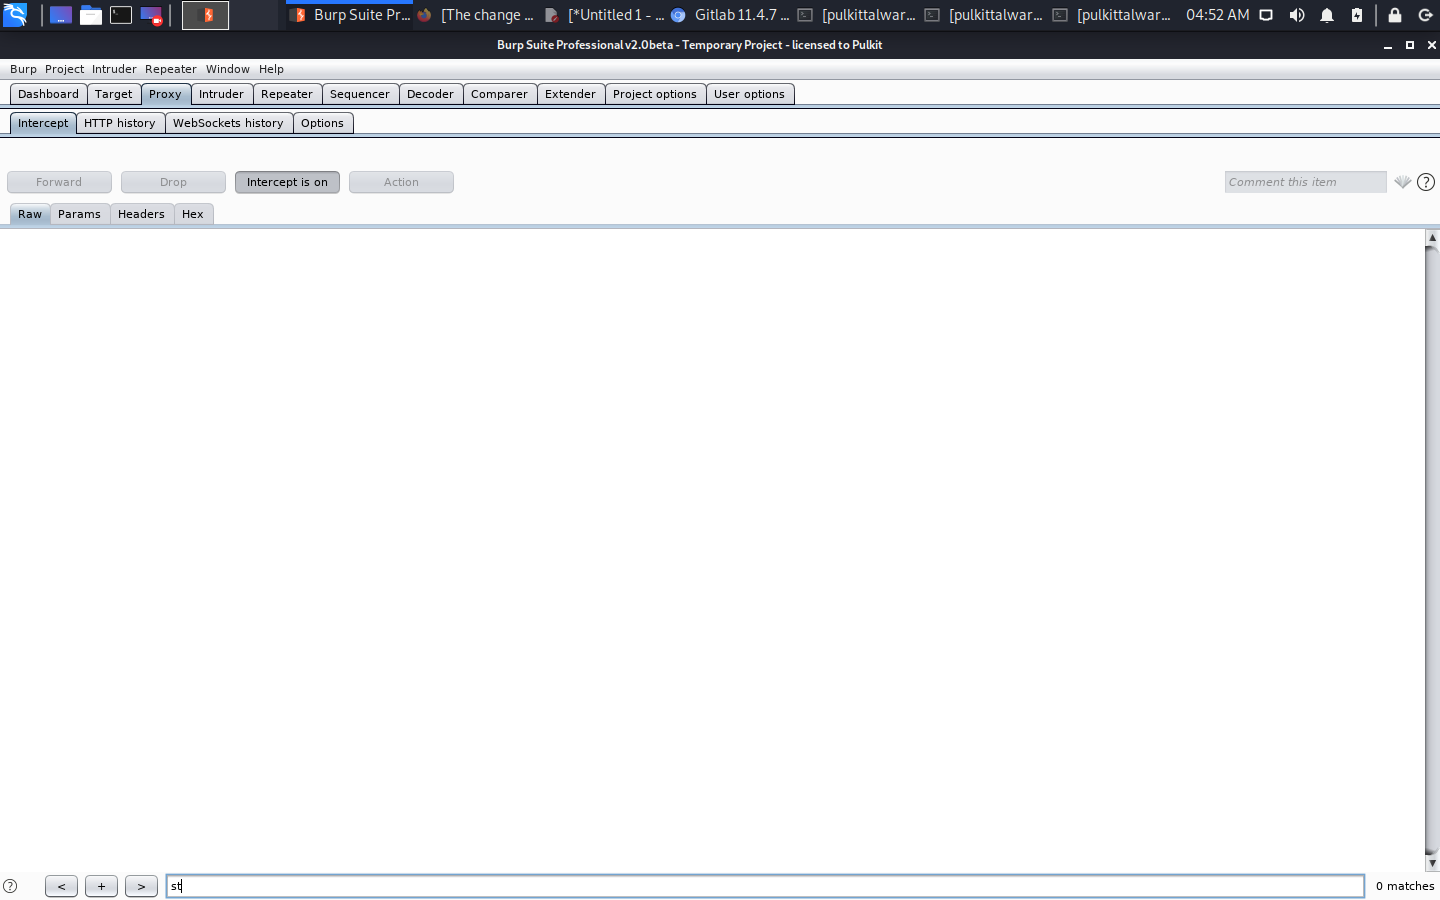 Burp Suite Pr... [The change ... [*Untitled 1 - ... Gitlab 11.4.7 ... [pulkittalwar... [pulkittalwar... [pulkittalwar... 04:52 AM
Burp Suite Professional v2.0beta - Temporary Project - licensed to Pulkit
Burp Project Intruder Repeater Window Help
Dashboard Target Proxy Intruder Repeater Sequencer Decoder Comparer Extender Project options User options
Intercept HTTP history WebSockets history Options
Forward Drop Intercept is on Action Comment this item ?
Raw Params Headers Hex
? < + > st 0 matches